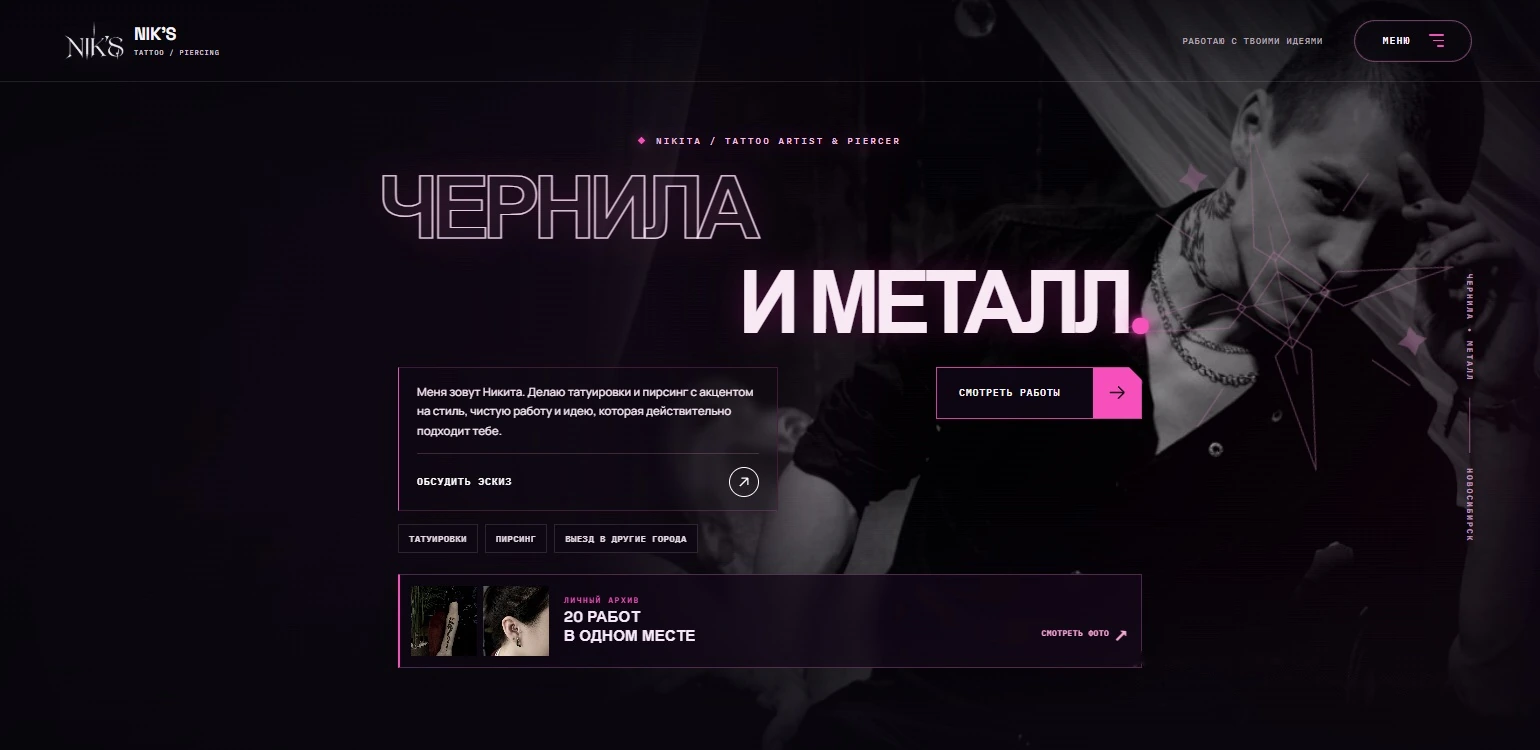 NIK'S
NIK'S
TATTOO / PIERCING
РАБОТАЮ С ТВОИМИ ИДЕЯМИ
МЕНЮ
NIKITA / TATTOO ARTIST & PIERCER
ЧЕРНИЛА
И МЕТАЛЛ.
Меня зовут Никита. Делаю татуировки и пирсинг с акцентом
на стиль, чистую работу и идею, которая действительно
подходит тебе.
ОБСУДИТЬ ЭСКИЗ
СМОТРЕТЬ РАБОТЫ
ТАТУИРОВКИ
ПИРСИНГ
ВЫЕЗД В ДРУГИЕ ГОРОДА
ЛИЧНЫЙ АРХИВ
20 РАБОТ
В ОДНОМ МЕСТЕ
СМОТРЕТЬ ФОТО
ЧЕРНИЛА • МЕТАЛЛ
НОВОСИБИРСК